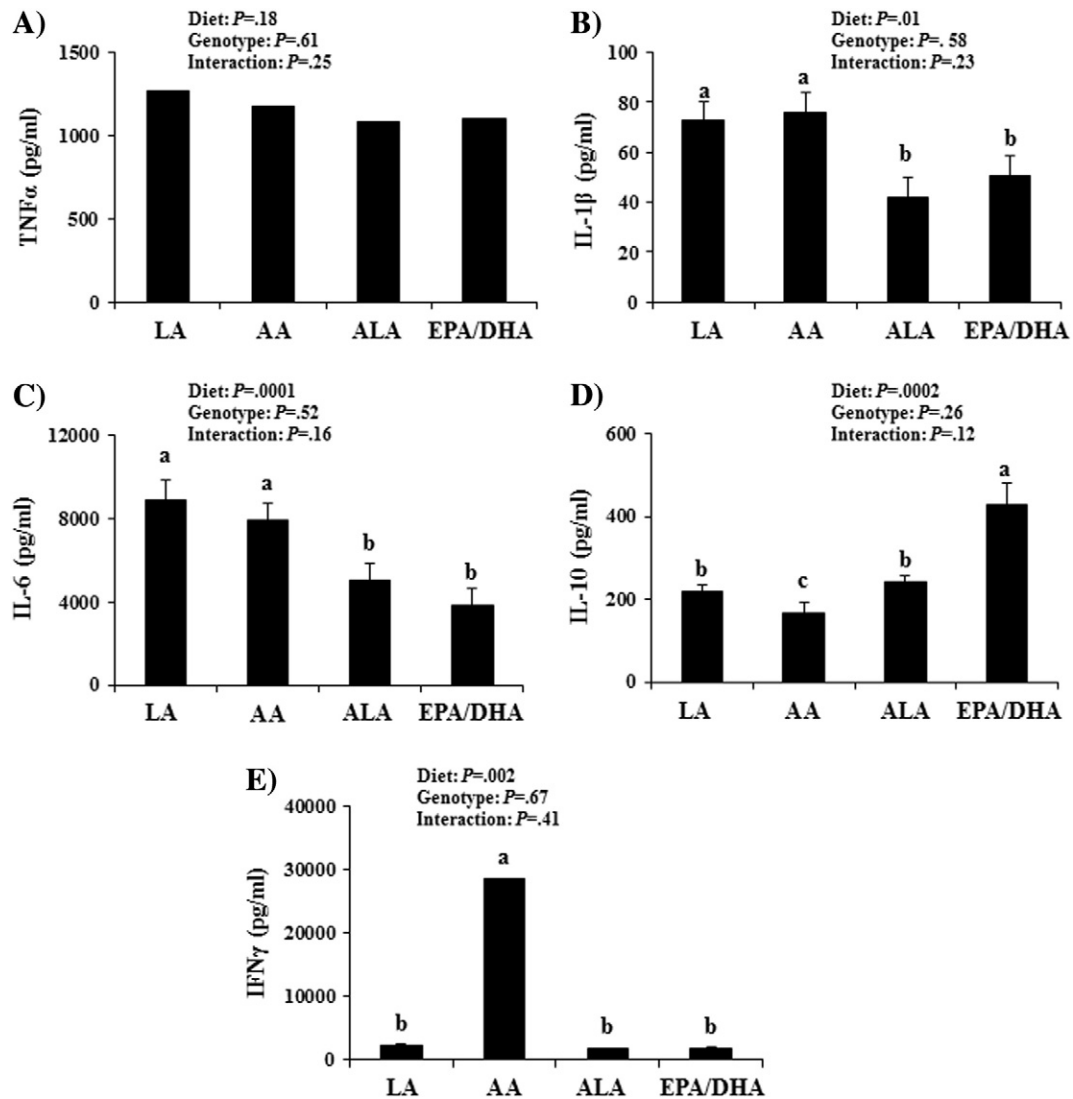 A)
Diet: P=.18
Genotype: P=.61
Interaction: P=.25
TNFα (pg/ml)
1500
1000
500
0
LA AA ALA EPA/DHA
B)
Diet: P=.01
Genotype: P=. 58
Interaction: P=.23
IL-1β (pg/ml)
100
80
60
40
20
0
a a b b
LA AA ALA EPA/DHA
C)
Diet: P=.0001
Genotype: P=.52
Interaction: P=.16
IL-6 (pg/ml)
12000
8000
4000
0
a a b b
LA AA ALA EPA/DHA
D)
Diet: P=.0002
Genotype: P=.26
Interaction: P=.12
IL-10 (pg/ml)
600
400
200
0
b c b a
LA AA ALA EPA/DHA
E)
Diet: P=.002
Genotype: P=.67
Interaction: P=.41
IFNγ (pg/ml)
40000
30000
20000
10000
0
b a b b
LA AA ALA EPA/DHA